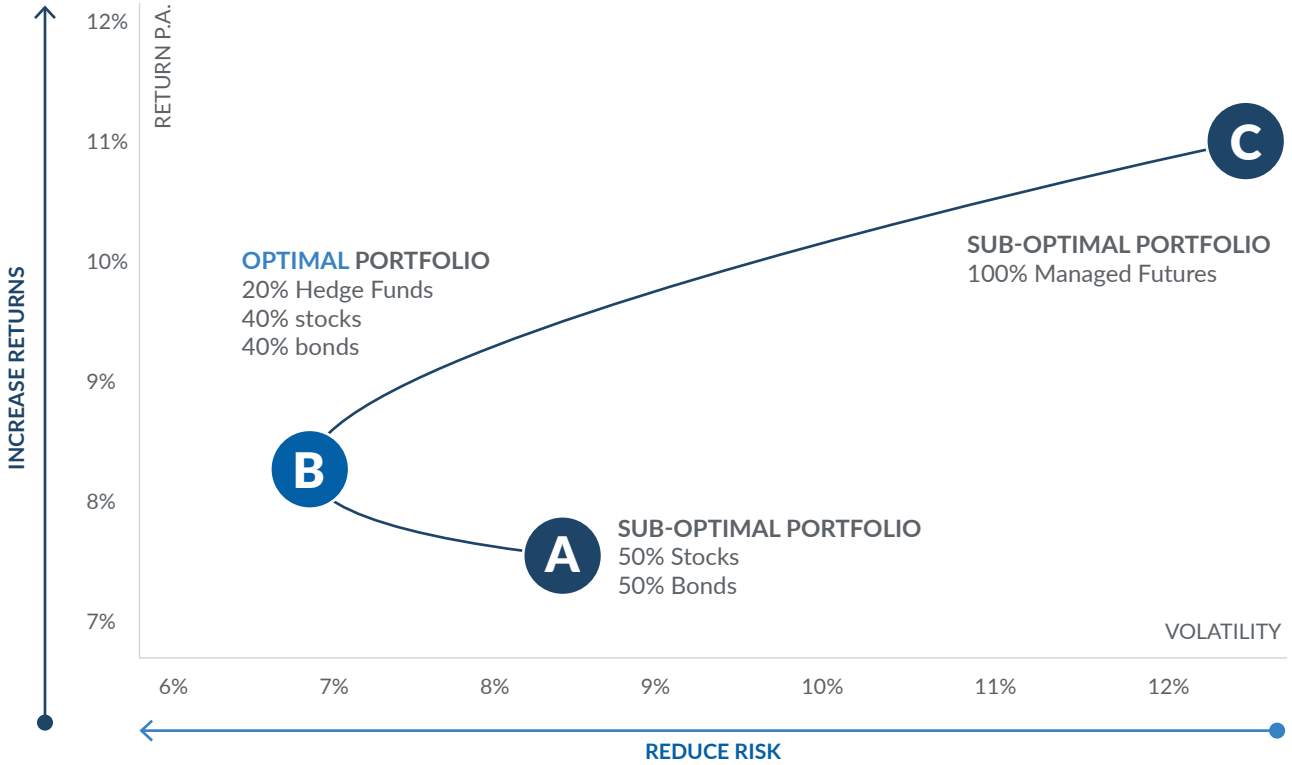 12%
RETURN P.A.
11%
C
SUB-OPTIMAL PORTFOLIO
100% Managed Futures
10%
OPTIMAL PORTFOLIO
20% Hedge Funds
40% stocks
40% bonds
INCREASE RETURNS
9%
B
8%
A
SUB-OPTIMAL PORTFOLIO
50% Stocks
50% Bonds
7%
VOLATILITY
6% 7% 8% 9% 10% 11% 12%
REDUCE RISK